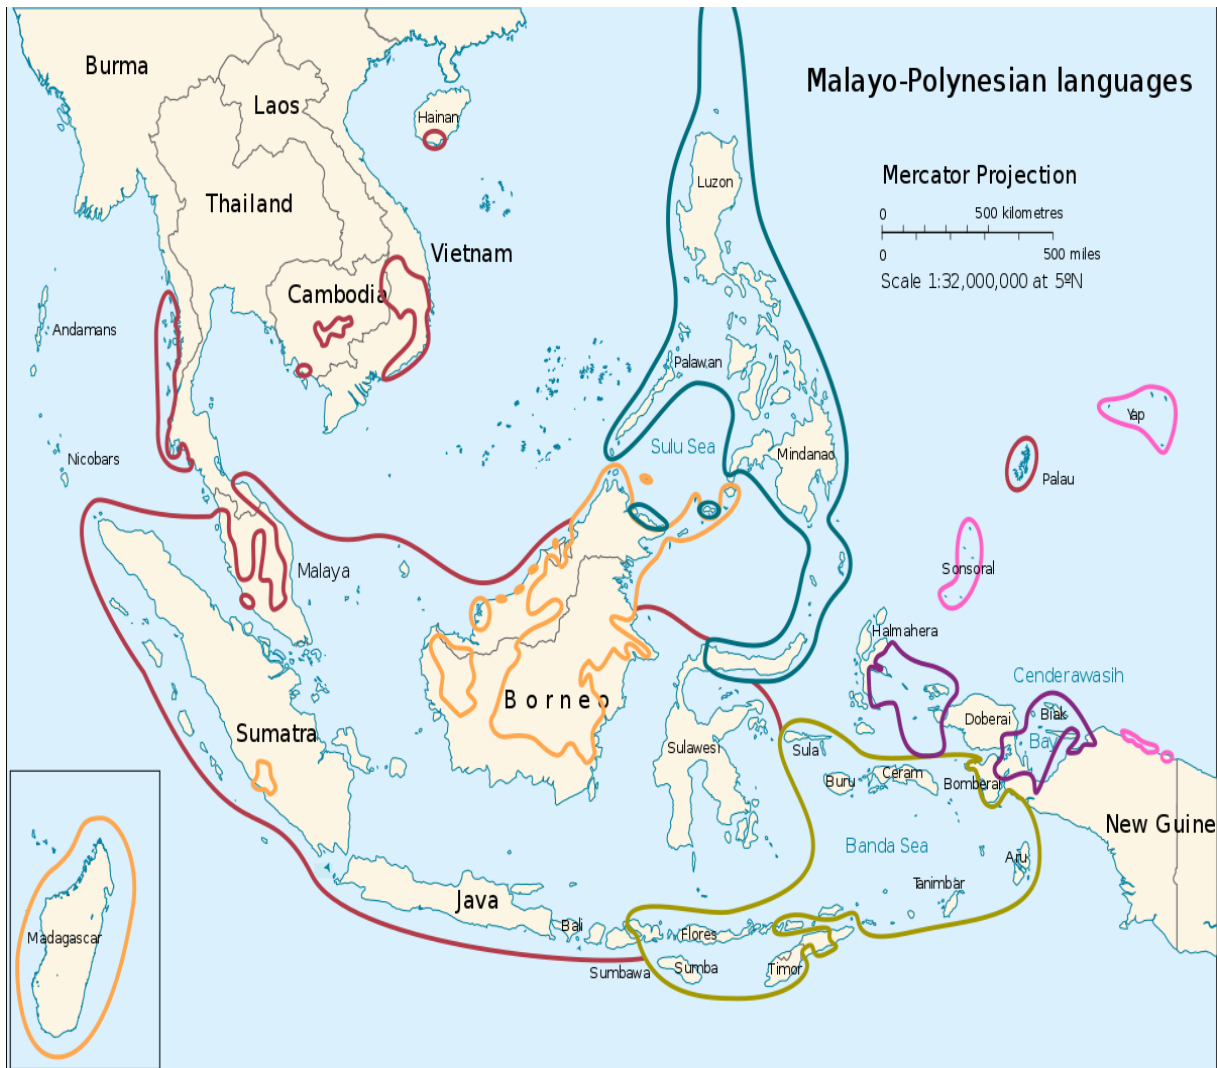 Malayo-Polynesian languages
Mercator Projection
0 500 kilometres
0 500 miles
Scale 1:32,000,000 at 5ºN
Burma
Laos
Hainan
Thailand
Luzon
Vietnam
Cambodia
Andamans
Palawan
Yap
Sulu Sea
Mindanao
Nicobars
Palau
Malaya
Sonsoral
Halmahera
Cenderawasih
Bay
Borneo
Doberai
Biak
Sumatra
Sulawesi
Sula
Buru
Ceram
Bomberai
New Guine
Banda Sea
Aru
Tanimbar
Java
Bali
Flores
Madagascar
Sumbawa
Sumba
Timor